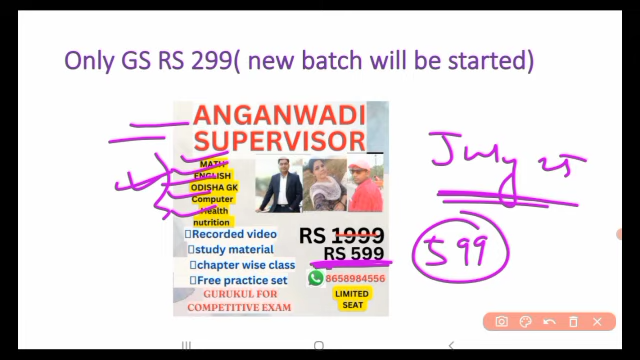 Only GS RS 299( new batch will be started)
ANGANWADI
SUPERVISOR
MATH
ENGLISH
ODISHA GK
Computer
Health
nutrition
Recorded video
study material
chapter wise class
Free practice set
GURUKUL FOR
COMPETITIVE EXAM
RS 1999
RS 599
8658984556
LIMITED
SEAT
July 25
599